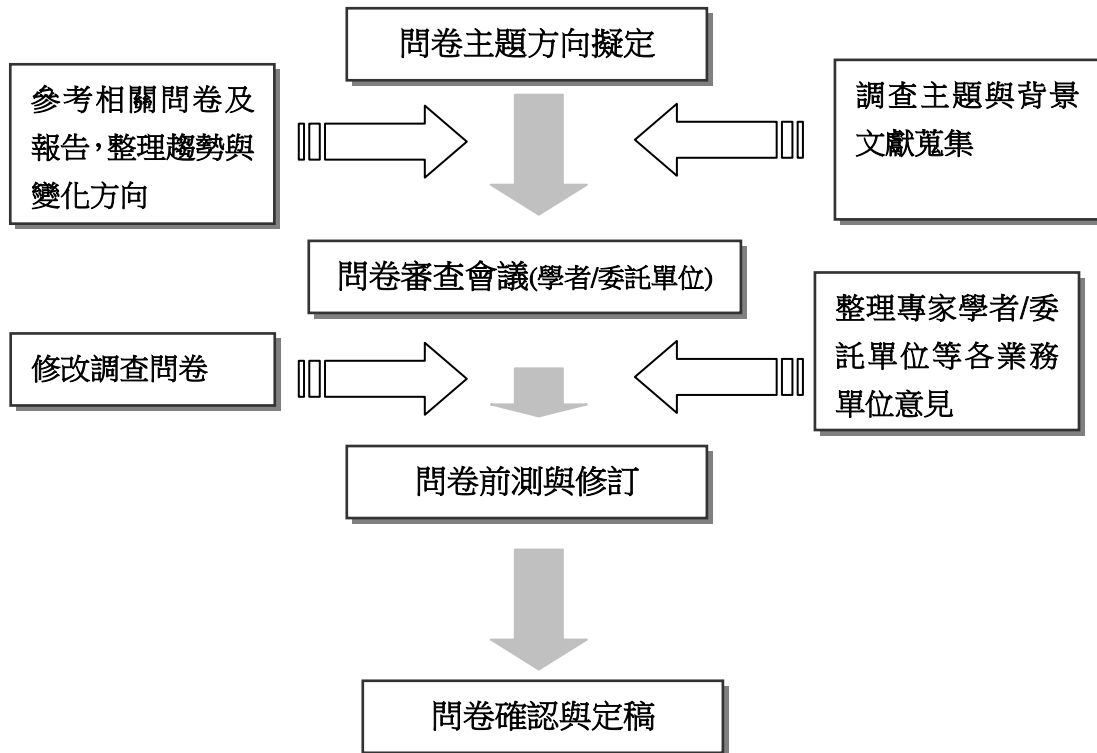 問卷主題方向擬定
參考相關問卷及
報告，整理趨勢與
變化方向
調查主題與背景
文獻蒐集
問卷審查會議(學者/委託單位)
修改調查問卷
整理專家學者/委
託單位等各業務
單位意見
問卷前測與修訂
問卷確認與定稿